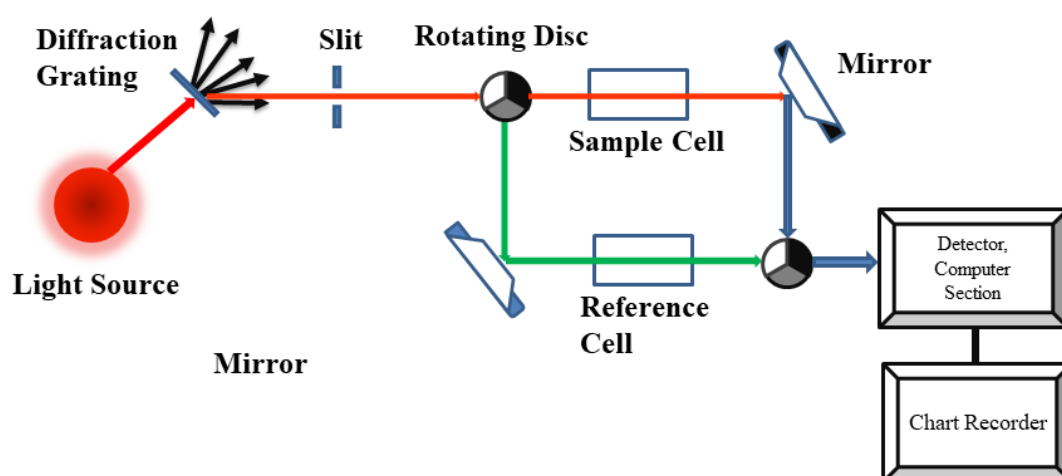 Diffraction
Grating
Slit
Rotating Disc
Mirror
Sample Cell
Light Source
Reference
Cell
Mirror
Detector,
Computer
Section
Chart Recorder